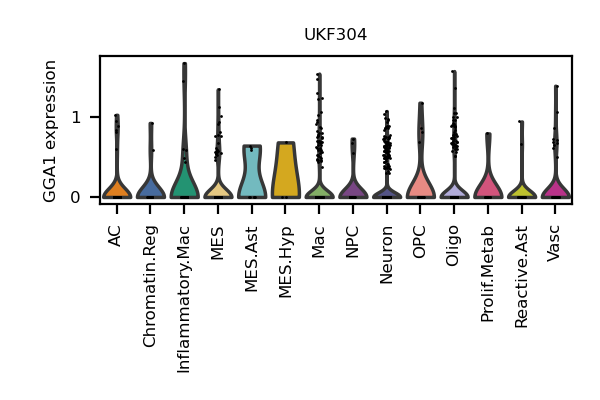 UKF304
GGA1 expression
1
0
AC
Chromatin.Reg
Inflammatory.Mac
MES
MES.Ast
MES.Hyp
Mac
NPC
Neuron
OPC
Oligo
Prolif.Metab
Reactive.Ast
Vasc